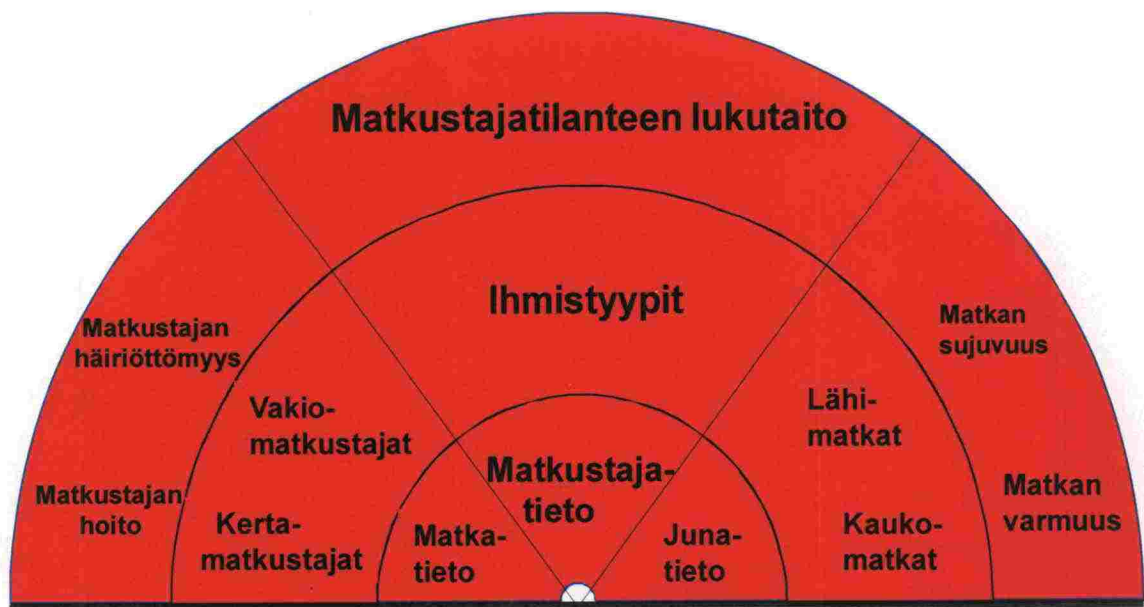 Matkustajatilanteen lukutaito
Ihmistyypit
Matkustajan
häiriöttömyys
Matkan
sujuvuus
Vakio-
matkustajat
Lähi-
matkat
Matkustaja-
tieto
Matkustajan
hoito
Matkan
varmuus
Kerta-
matkustajat
Matka-
tieto
Juna-
tieto
Kauko-
matkat